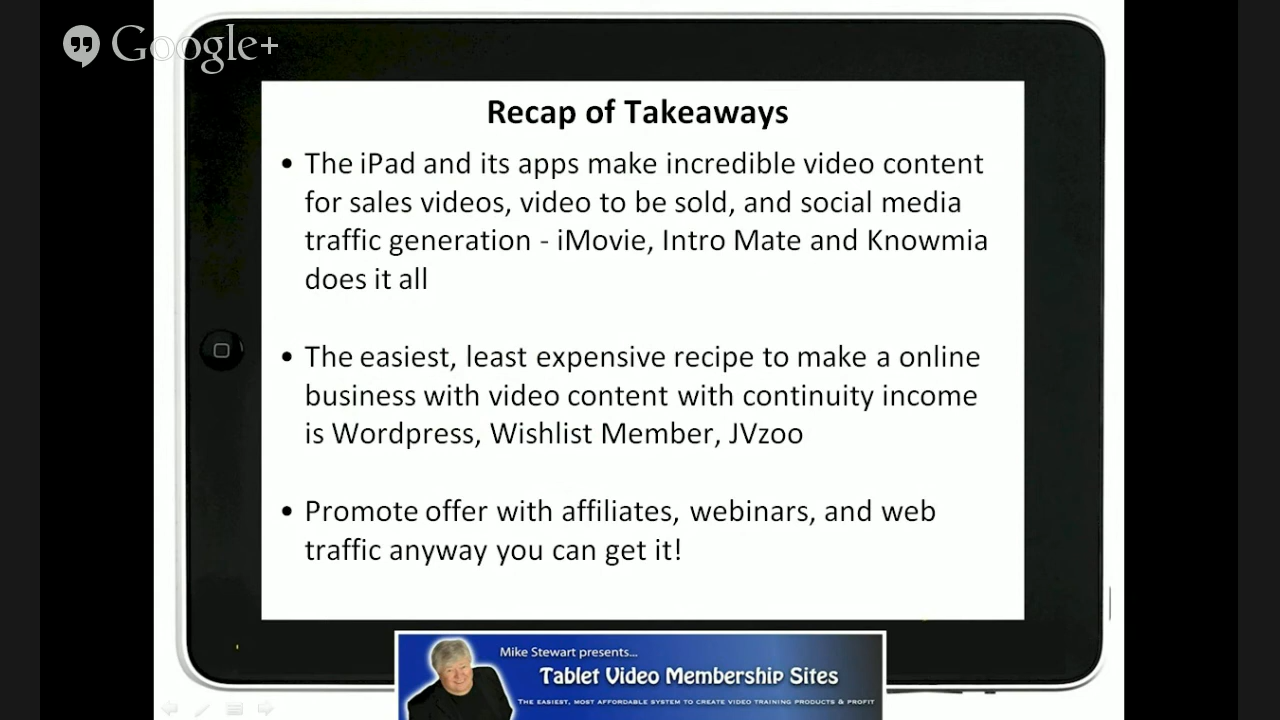 Google+
Recap of Takeaways
• The iPad and its apps make incredible video content
for sales videos, video to be sold, and social media
traffic generation - iMovie, Intro Mate and Knowmia
does it all
• The easiest, least expensive recipe to make a online
business with video content with continuity income
is Wordpress, Wishlist Member, JVzoo
• Promote offer with affiliates, webinars, and web
traffic anyway you can get it!
Mike Stewart presents...
Tablet Video Membership Sites
THE EASIEST, MOST AFFORDABLE SYSTEM TO CREATE VIDEO TRAINING PRODUCTS & PROFIT